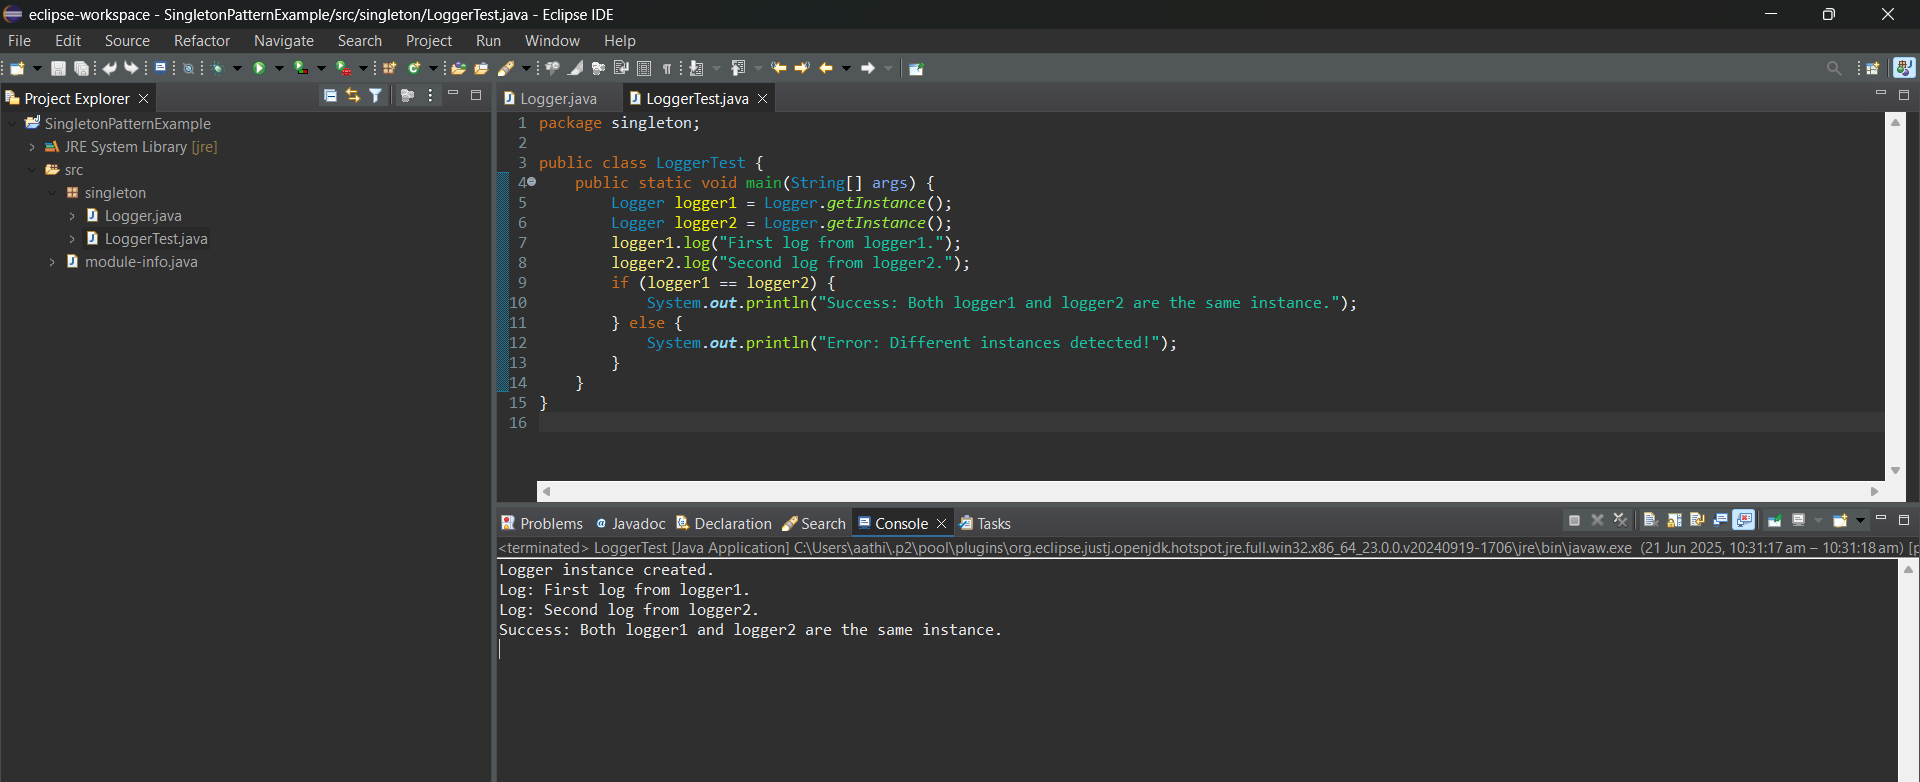 eclipse-workspace - SingletonPatternExample/src/singleton/LoggerTest.java - Eclipse IDE
File Edit Source Refactor Navigate Search Project Run Window Help
Project Explorer
SingletonPatternExample
JRE System Library [jre]
src
singleton
Logger.java
LoggerTest.java
module-info.java
Logger.java LoggerTest.java
1 package singleton;
2
3 public class LoggerTest {
4 public static void main(String[] args) {
5 Logger logger1 = Logger.getInstance();
6 Logger logger2 = Logger.getInstance();
7 logger1.log("First log from logger1.");
8 logger2.log("Second log from logger2.");
9 if (logger1 == logger2) {
10 System.out.println("Success: Both logger1 and logger2 are the same instance.");
11 } else {
12 System.out.println("Error: Different instances detected!");
13 }
14 }
15 }
16
Problems Javadoc Declaration Search Console Tasks
<terminated> LoggerTest [Java Application] C:\Users\aathi\.p2\pool\plugins\org.eclipse.justj.openjdk.hotspot.jre.full.win32.x86_64_23.0.0.v20240919-1706\jre\bin\javaw.exe (21 Jun 2025, 10:31:17 am – 10:31:18 am) [p
Logger instance created.
Log: First log from logger1.
Log: Second log from logger2.
Success: Both logger1 and logger2 are the same instance.